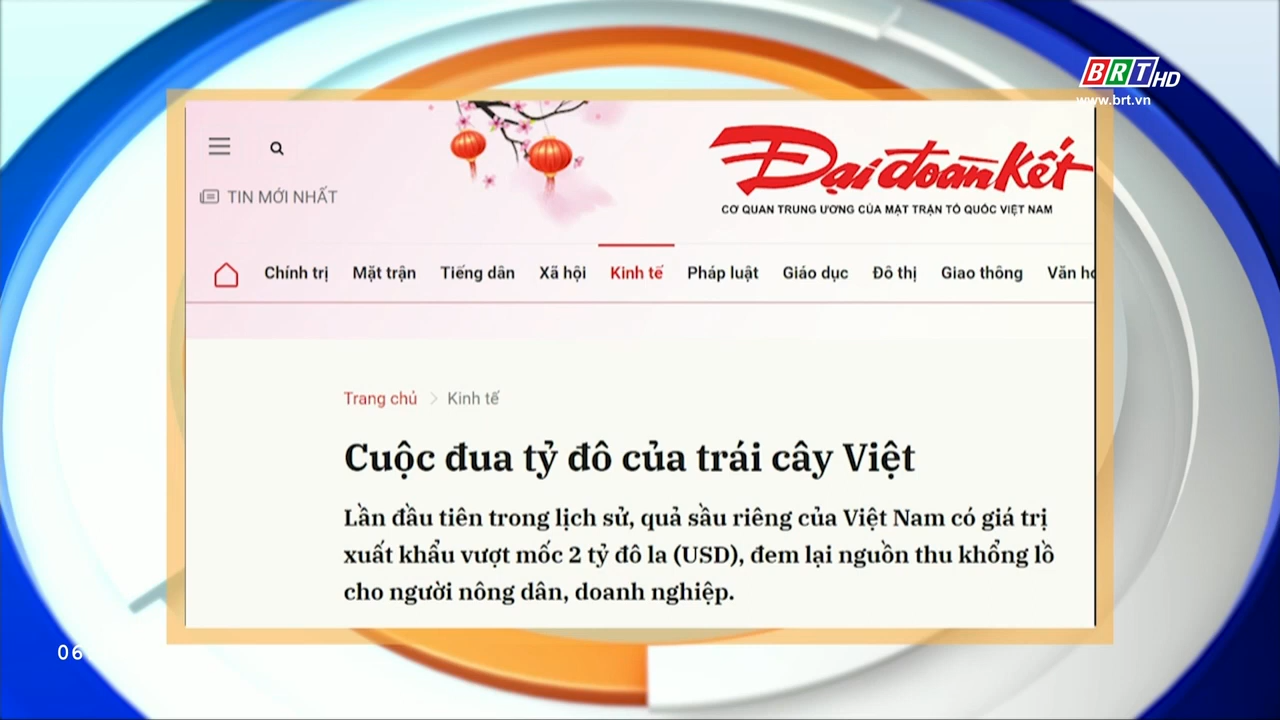 BRT HD
www.brt.vn
TIN MỚI NHẤT
Đại đoàn kết
CƠ QUAN TRUNG ƯƠNG CỦA MẶT TRẬN TỔ QUỐC VIỆT NAM
Chính trị Mặt trận Tiếng dân Xã hội Kinh tế Pháp luật Giáo dục Đô thị Giao thông Văn
Trang chủ > Kinh tế
Cuộc đua tỷ đô của trái cây Việt
Lần đầu tiên trong lịch sử, quả sầu riêng của Việt Nam có giá trị
xuất khẩu vượt mốc 2 tỷ đô la (USD), đem lại nguồn thu khổng lồ
cho người nông dân, doanh nghiệp.
06